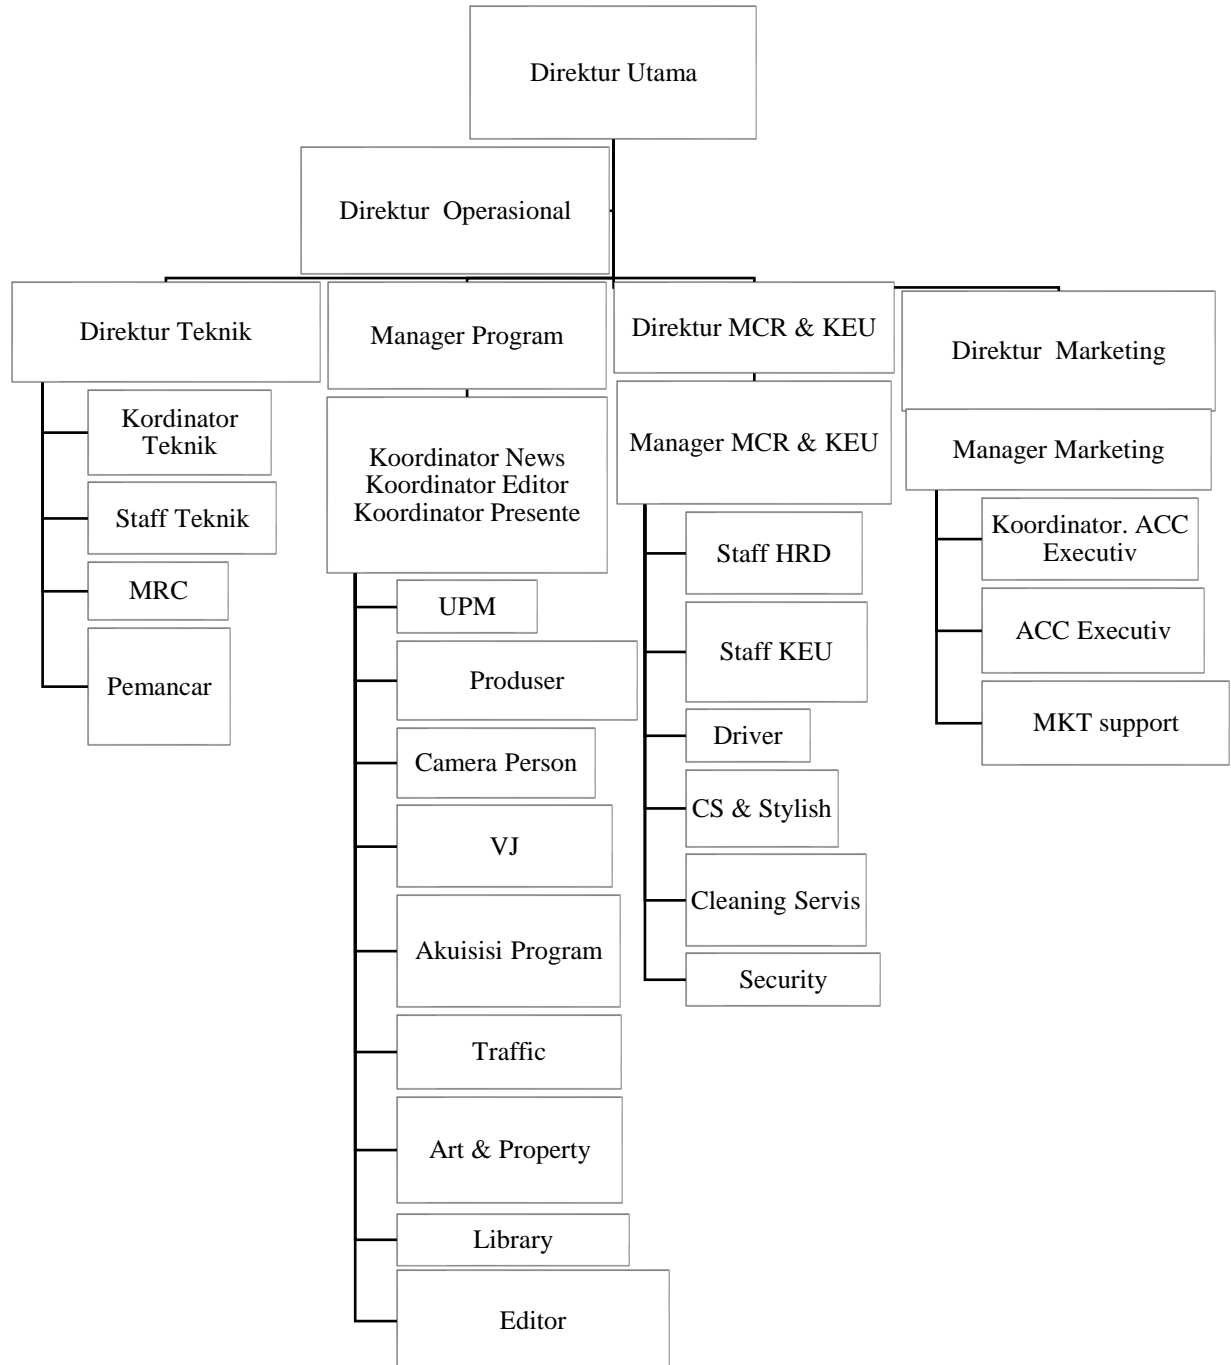 Direktur Utama
Direktur Operasional
Direktur Teknik
Manager Program
Direktur MCR & KEU
Direktur Marketing
Kordinator
Teknik
Staff Teknik
MRC
Pemancar
Koordinator News
Koordinator Editor
Koordinator Presente
UPM
Produser
Camera Person
VJ
Akuisisi Program
Traffic
Art & Property
Library
Editor
Manager MCR & KEU
Staff HRD
Staff KEU
Driver
CS & Stylish
Cleaning Servis
Security
Manager Marketing
Koordinator. ACC
Executiv
ACC Executiv
MKT support